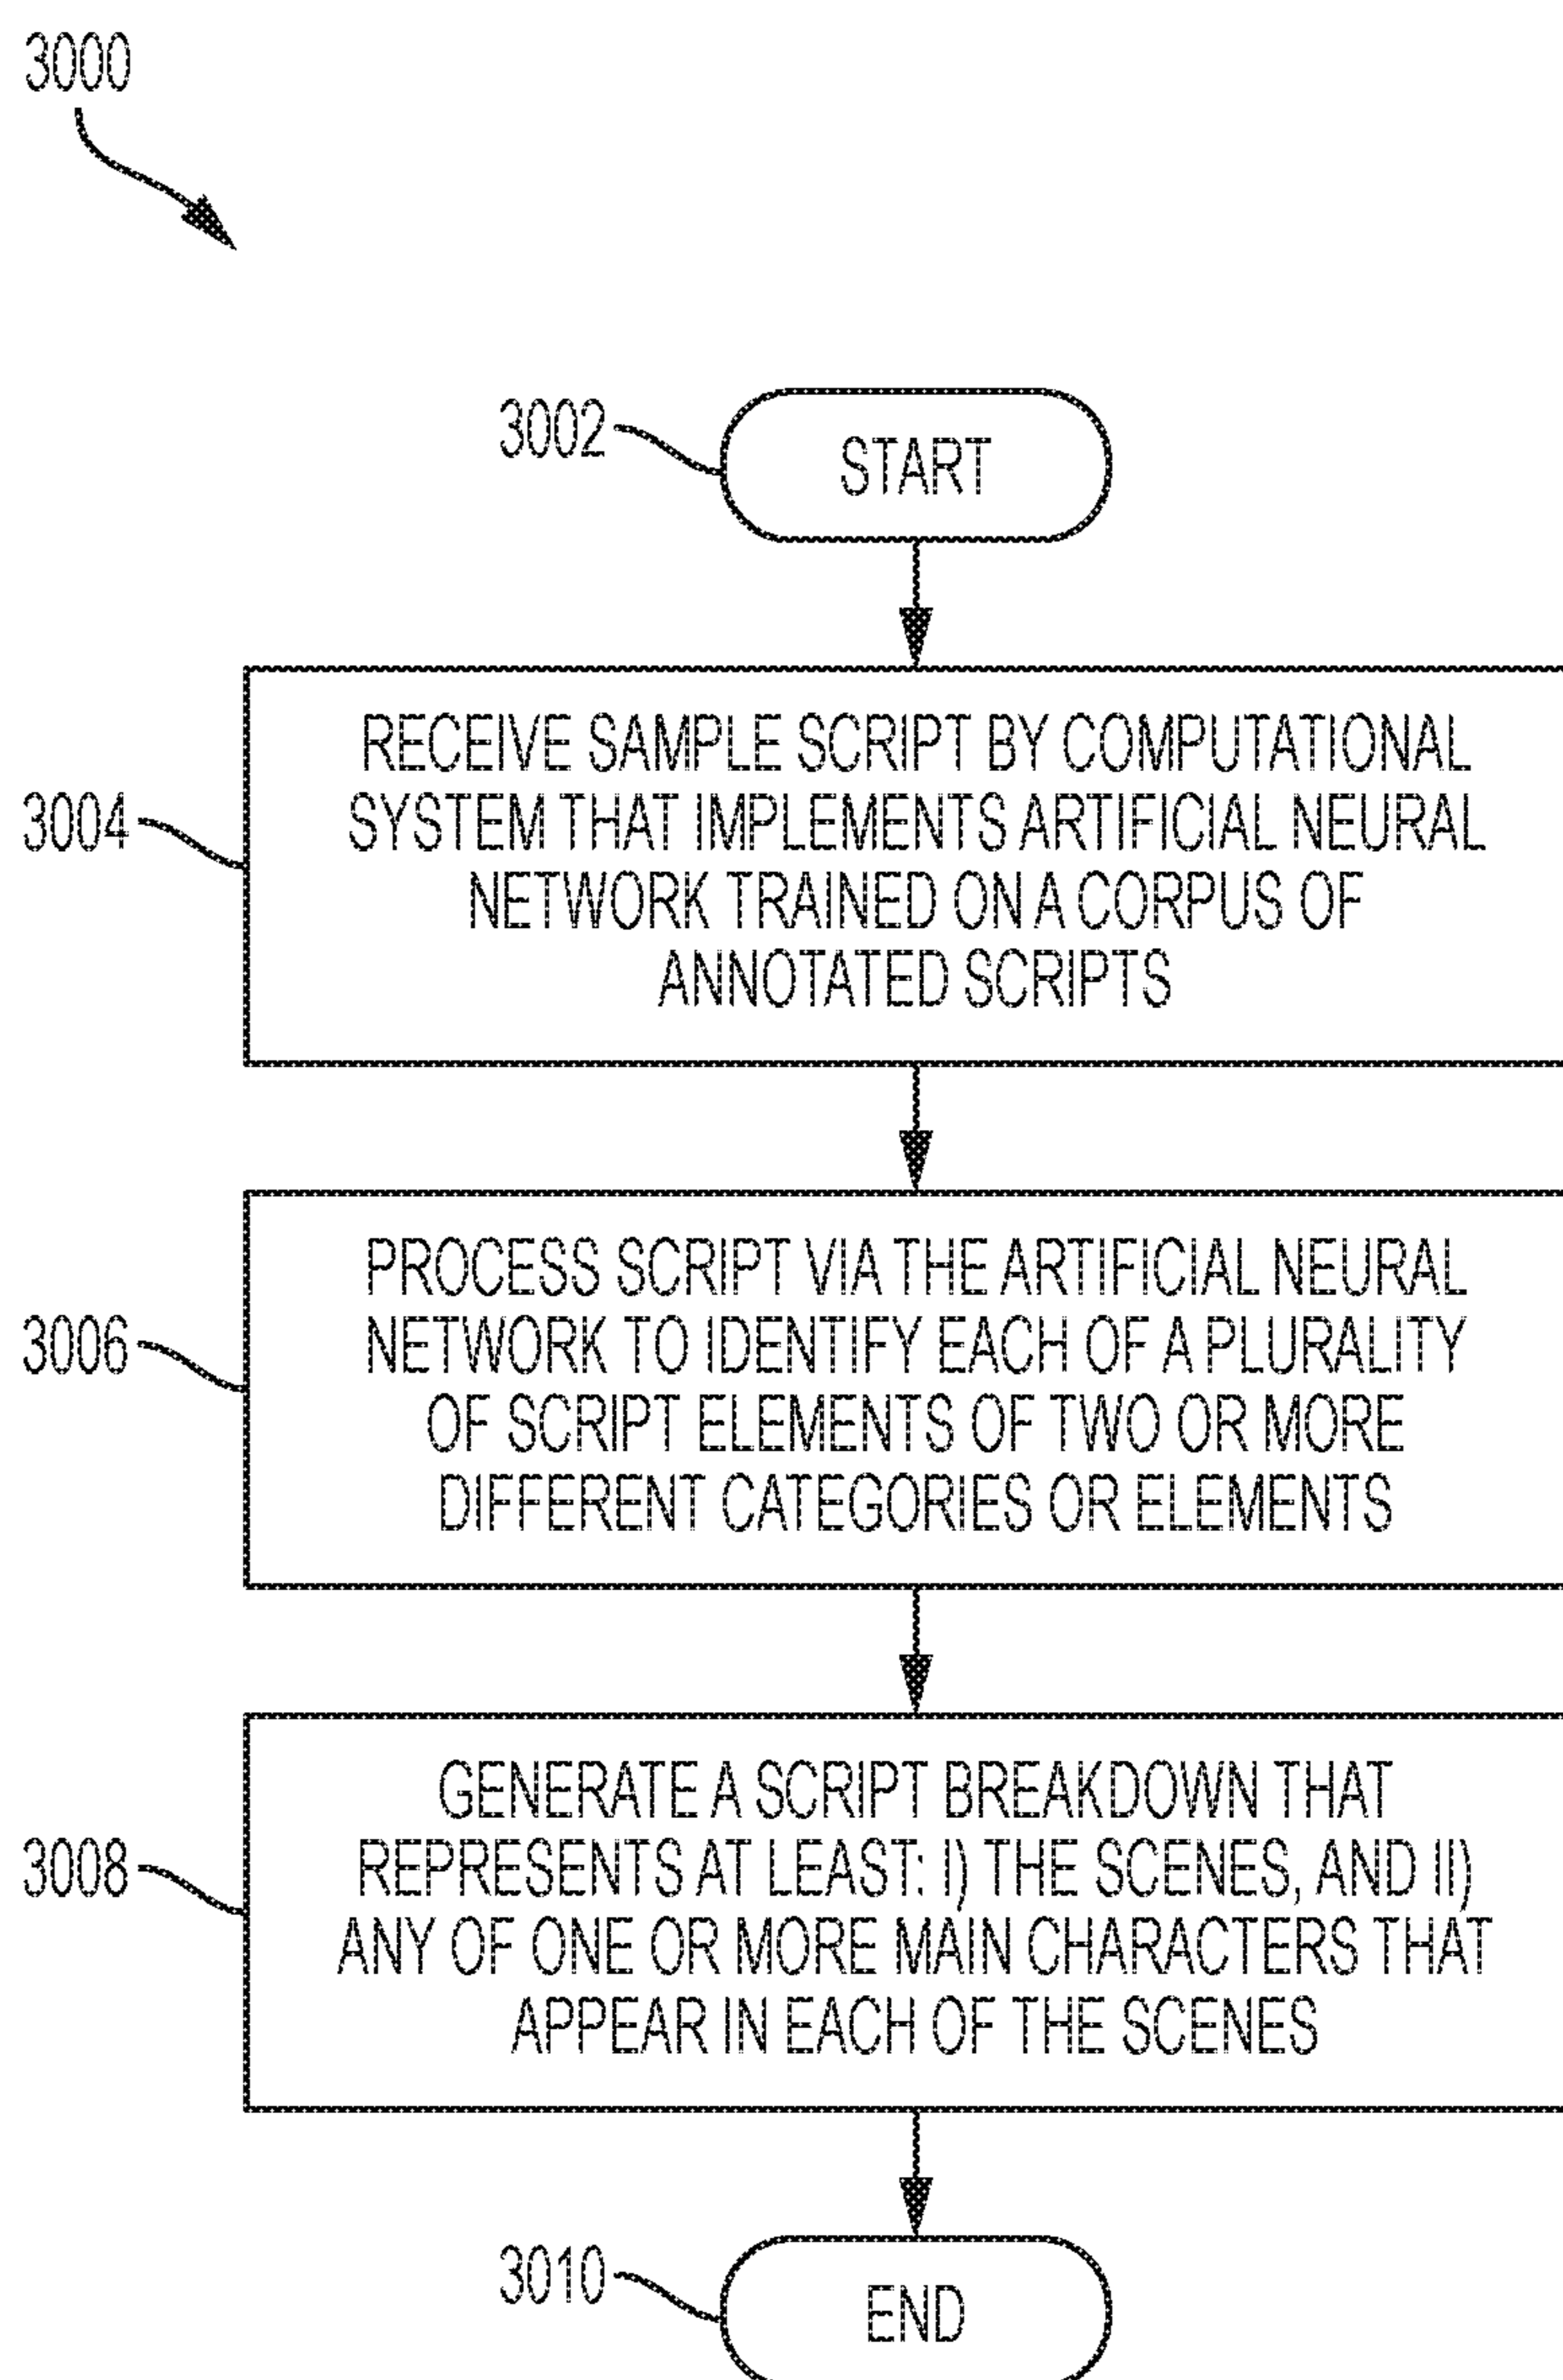 3000
3002
START
3004
RECEIVE SAMPLE SCRIPT BY COMPUTATIONAL
SYSTEM THAT IMPLEMENTS ARTIFICIAL NEURAL
NETWORK TRAINED ON A CORPUS OF
ANNOTATED SCRIPTS
3006
PROCESS SCRIPT VIA THE ARTIFICIAL NEURAL
NETWORK TO IDENTIFY EACH OF A PLURALITY
OF SCRIPT ELEMENTS OF TWO OR MORE
DIFFERENT CATEGORIES OR ELEMENTS
3008
GENERATE A SCRIPT BREAKDOWN THAT
REPRESENTS AT LEAST: I) THE SCENES, AND II)
ANY OF ONE OR MORE MAIN CHARACTERS THAT
APPEAR IN EACH OF THE SCENES
3010
END